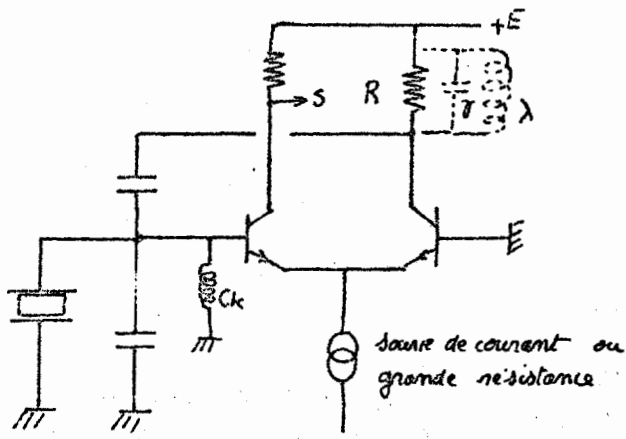 +E
S
R
γ
λ
Ck
source de courant ou
grande résistance